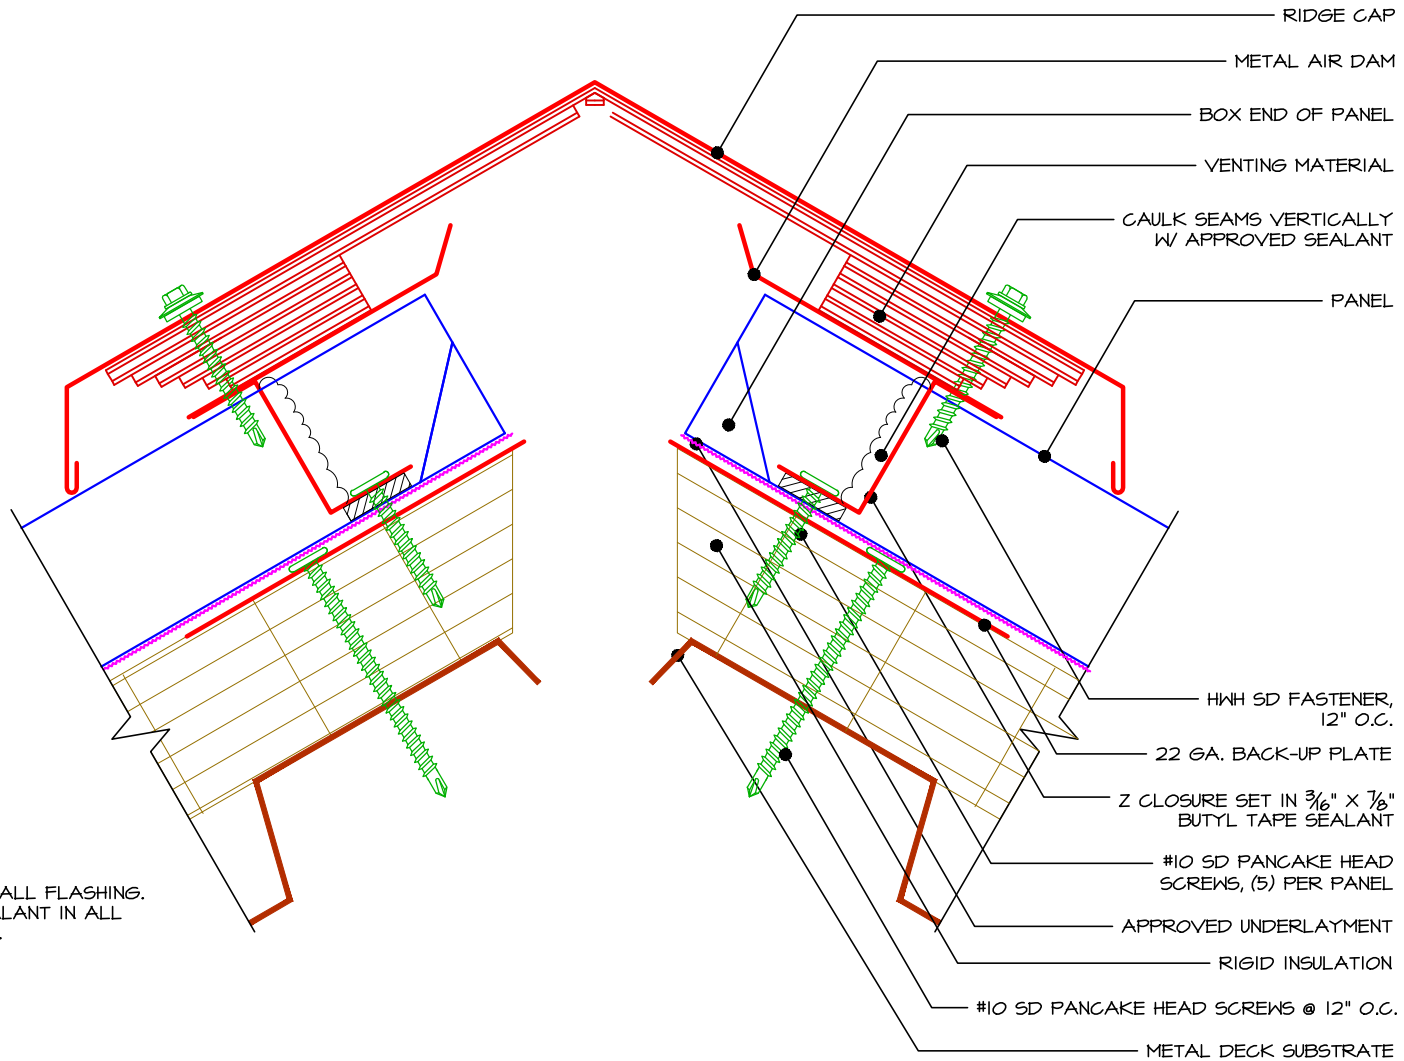 RIDGE CAP
METAL AIR DAM
BOX END OF PANEL
VENTING MATERIAL
CAULK SEAMS VERTICALLY
W/ APPROVED SEALANT
PANEL
HWH SD FASTENER,
12" O.C.
22 GA. BACK-UP PLATE
Z CLOSURE SET IN 3/16" X 7/8"
BUTYL TAPE SEALANT
#10 SD PANCAKE HEAD
SCREWS, (5) PER PANEL
APPROVED UNDERLAYMENT
RIGID INSULATION
#10 SD PANCAKE HEAD SCREWS @ 12" O.C.
METAL DECK SUBSTRATE
ALL FLASHING.
LANT IN ALL
.